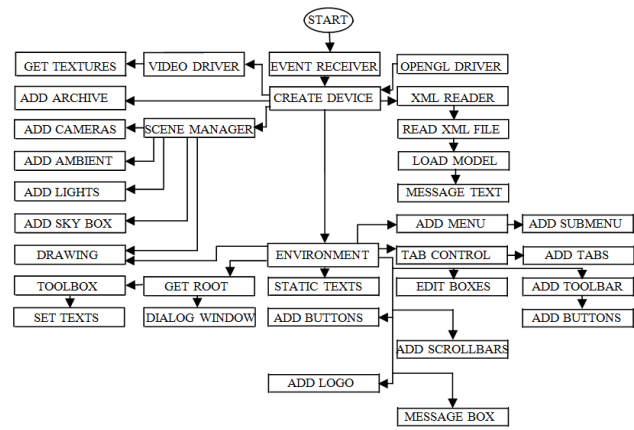 START
GET TEXTURES
VIDEO DRIVER
EVENT RECEIVER
OPENGL DRIVER
ADD ARCHIVE
CREATE DEVICE
XML READER
ADD CAMERAS
SCENE MANAGER
READ XML FILE
ADD AMBIENT
LOAD MODEL
ADD LIGHTS
MESSAGE TEXT
ADD SKY BOX
ADD MENU
ADD SUBMENU
DRAWING
ENVIRONMENT
TAB CONTROL
ADD TABS
TOOLBOX
GET ROOT
STATIC TEXTS
EDIT BOXES
ADD TOOLBAR
SET TEXTS
DIALOG WINDOW
ADD BUTTONS
ADD BUTTONS
ADD SCROLLBARS
ADD LOGO
MESSAGE BOX